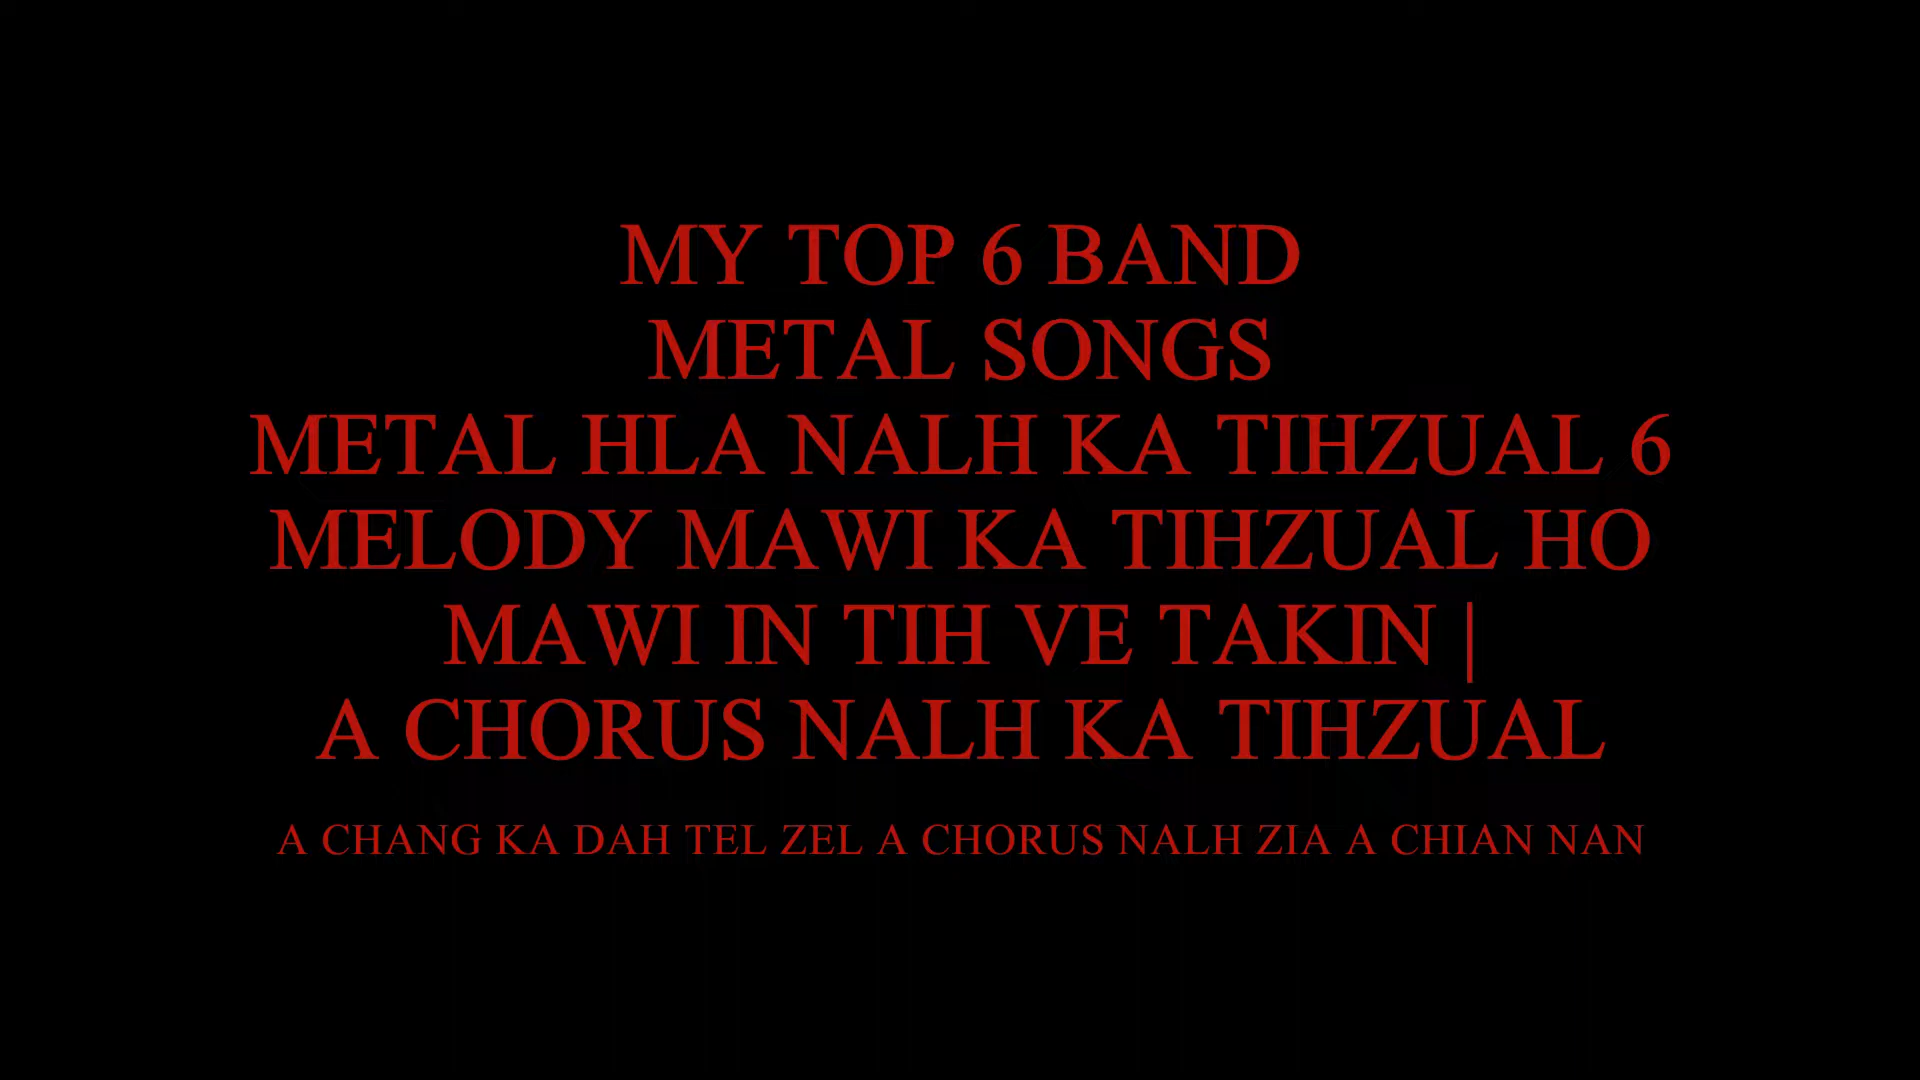 MY TOP 6 BAND
METAL SONGS
METAL HLA NALH KA TIHZUAL 6
MELODY MAWI KA TIHZUAL HO
MAWI IN TIH VE TAKIN |
A CHORUS NALH KA TIHZUAL
A CHANG KA DAH TEL ZEL A CHORUS NALH ZIA A CHIAN NAN